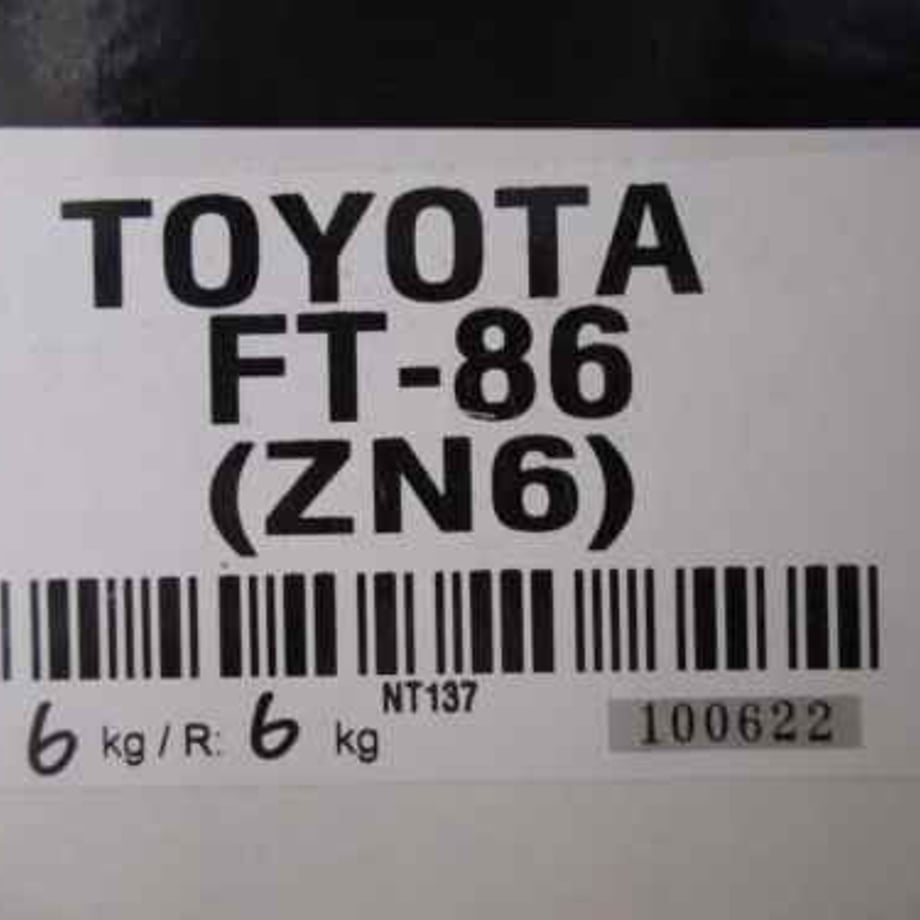 TOYOTA
FT-86
(ZN6)
NT137
6 kg / R: 6 kg
100622